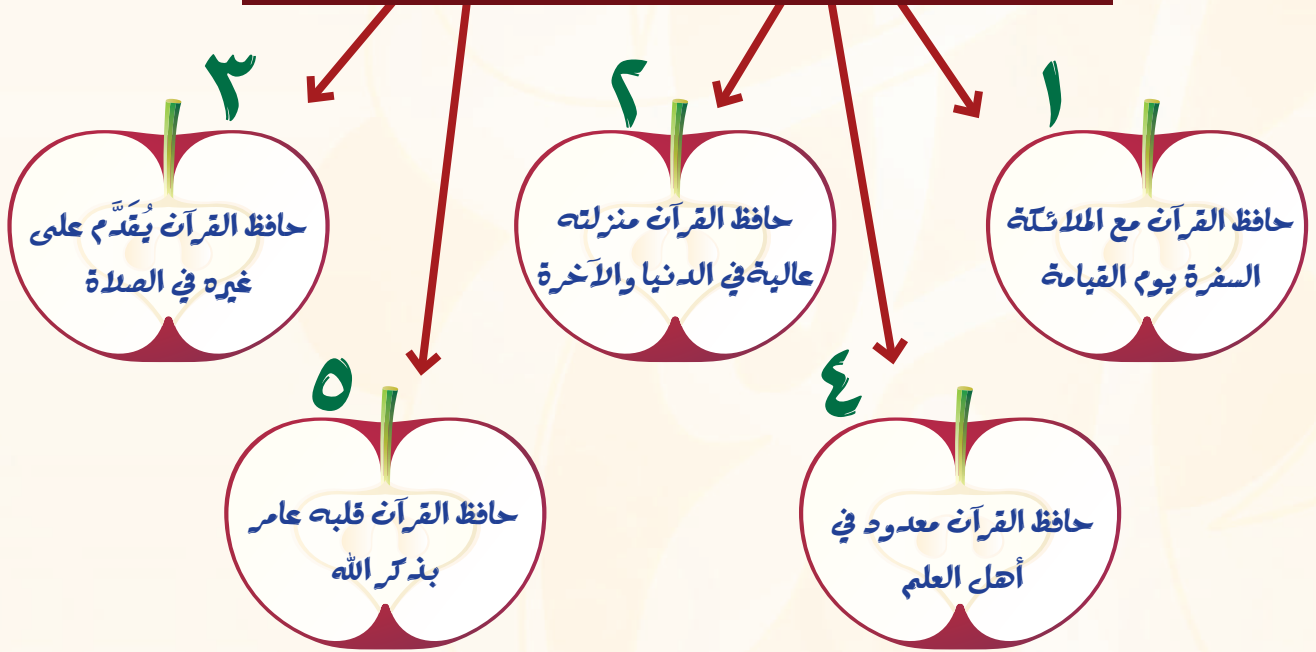 ١
حافظ القرآن مع الملائكة
السفرة يوم القيامة
٢
حافظ القرآن منزلته
عالية في الدنيا والآخرة
٣
حافظ القرآن يُقَدَّم على
غيره في الصلاة
٤
حافظ القرآن معدود في
أهل العلم
٥
حافظ القرآن قلبه عامر
بذكر الله